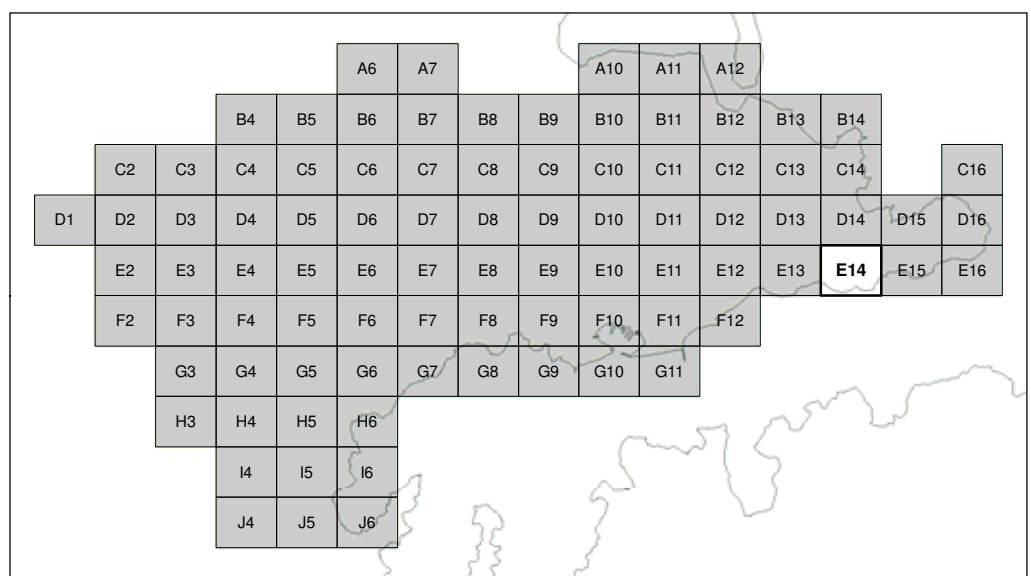 A6 A7 A10 A11 A12
B4 B5 B6 B7 B8 B9 B10 B11 B12 B13 B14
C2 C3 C4 C5 C6 C7 C8 C9 C10 C11 C12 C13 C14 C16
D1 D2 D3 D4 D5 D6 D7 D8 D9 D10 D11 D12 D13 D14 D15 D16
E2 E3 E4 E5 E6 E7 E8 E9 E10 E11 E12 E13 E14 E15 E16
F2 F3 F4 F5 F6 F7 F8 F9 F10 F11 F12
G3 G4 G5 G6 G7 G8 G9 G10 G11
H3 H4 H5 H6
I4 I5 I6
J4 J5 J6